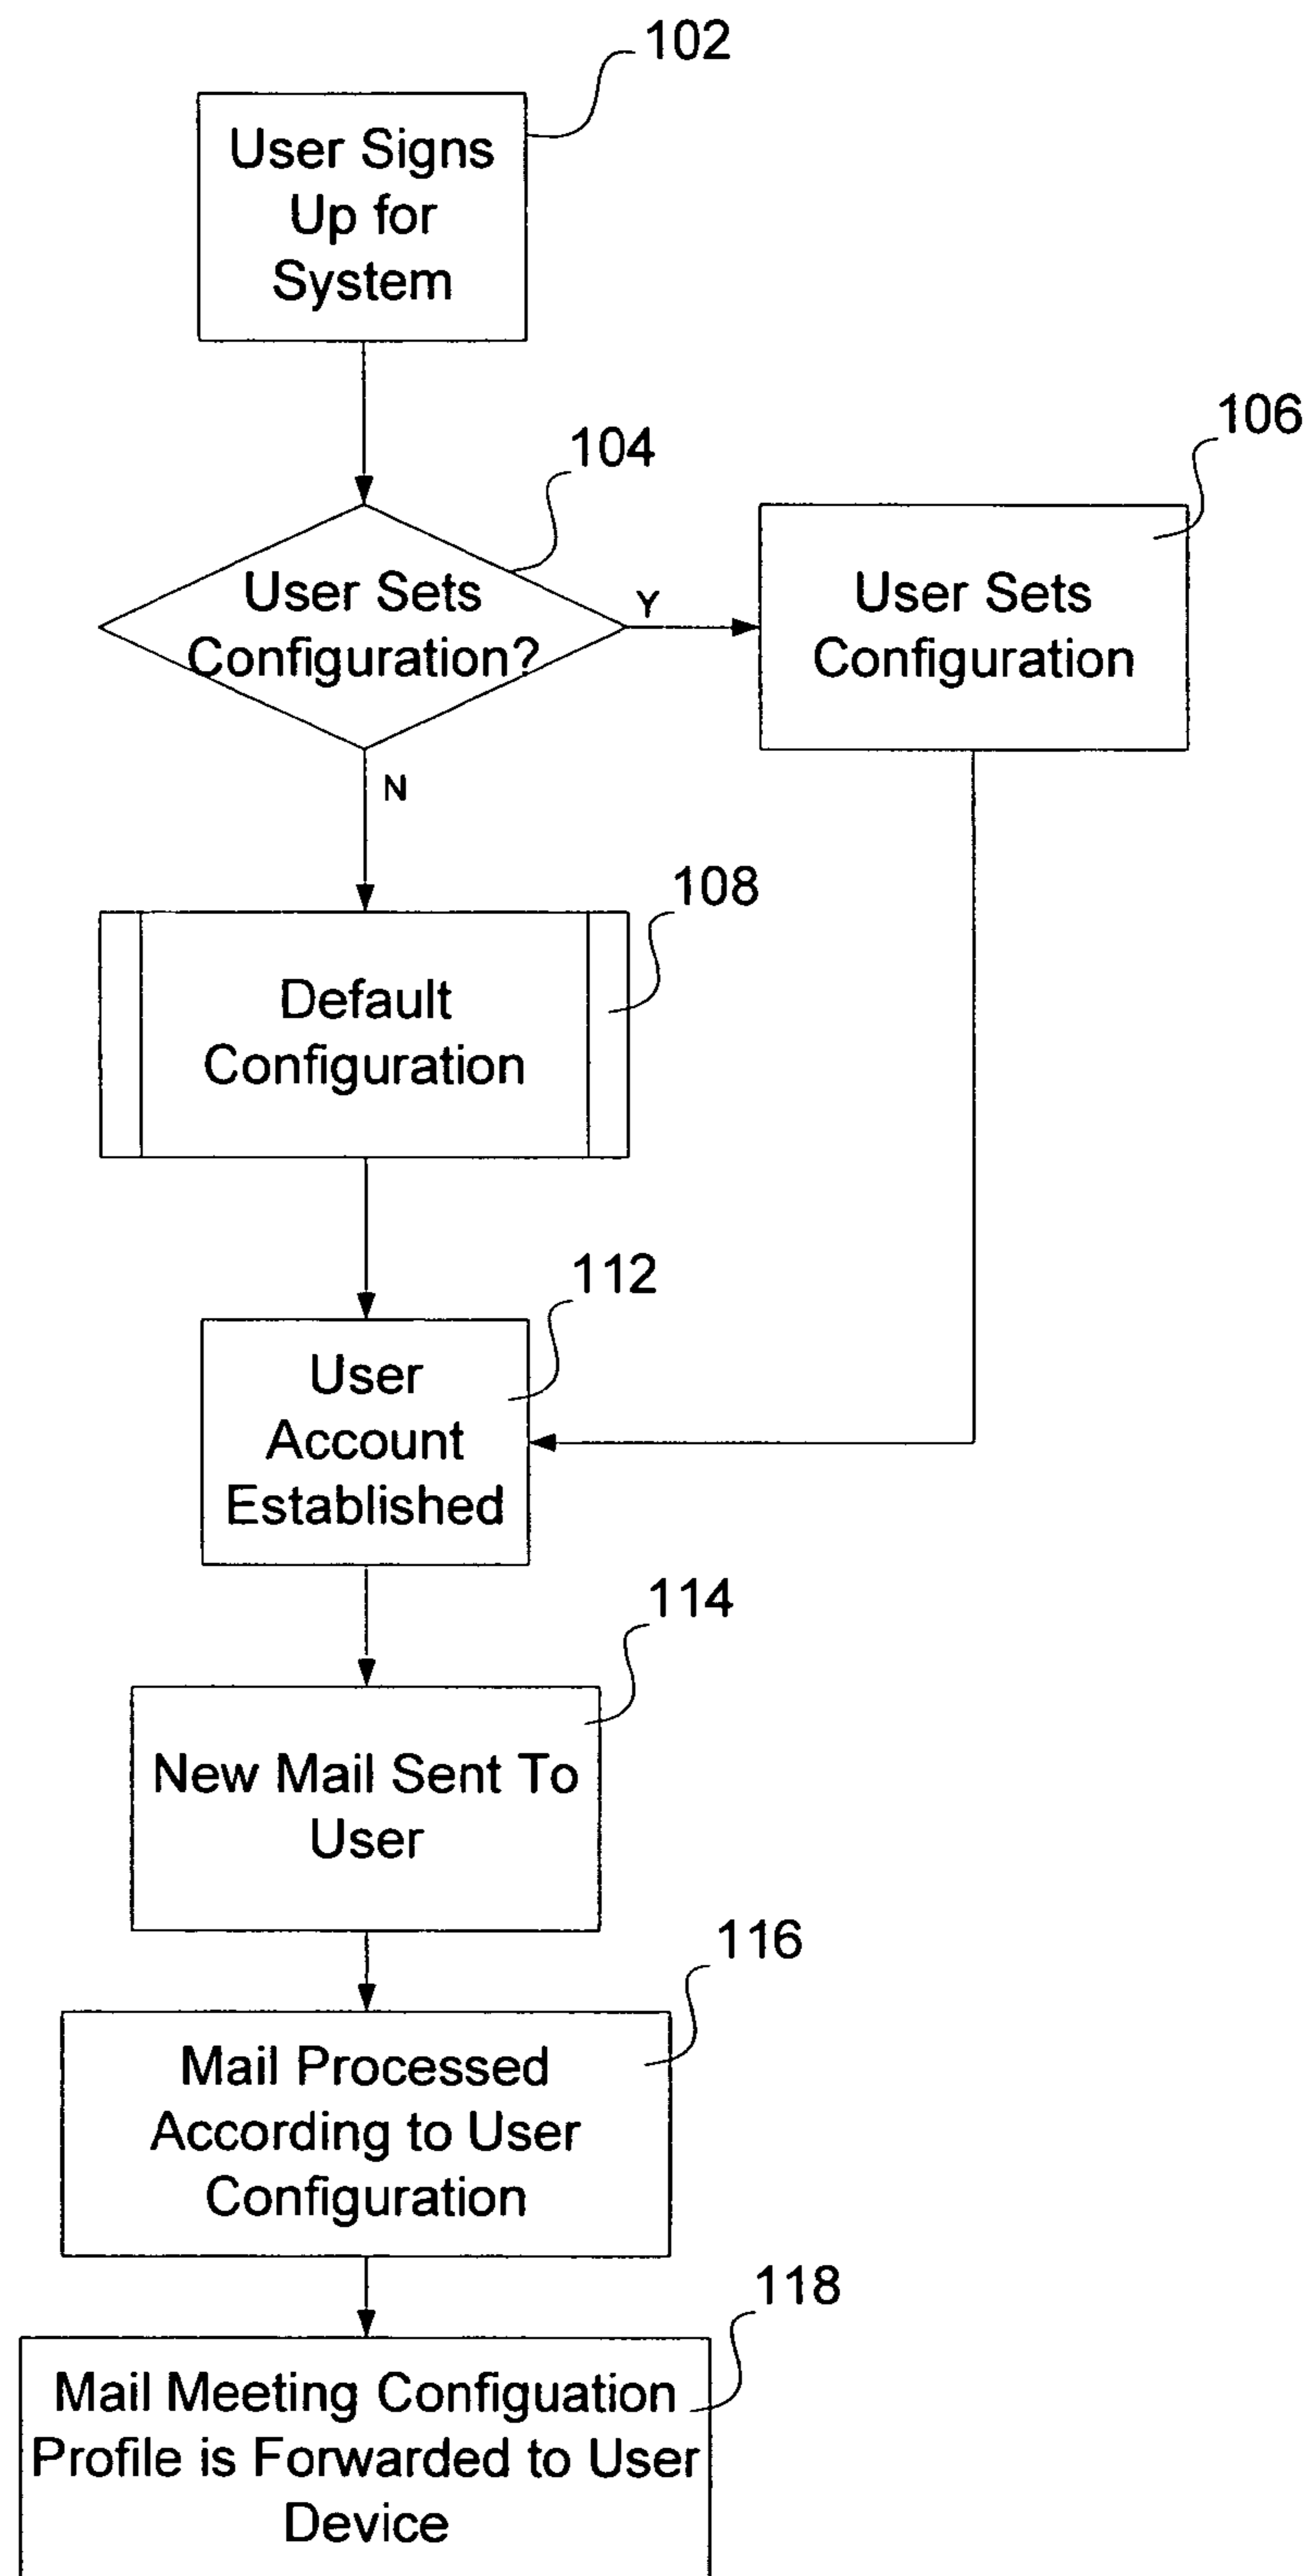 102
User Signs
Up for
System
104
106
User Sets
Configuration?
Y
User Sets
Configuration
N
108
Default
Configuration
112
User
Account
Established
114
New Mail Sent To
User
116
Mail Processed
According to User
Configuration
118
Mail Meeting Configuation
Profile is Forwarded to User
Device